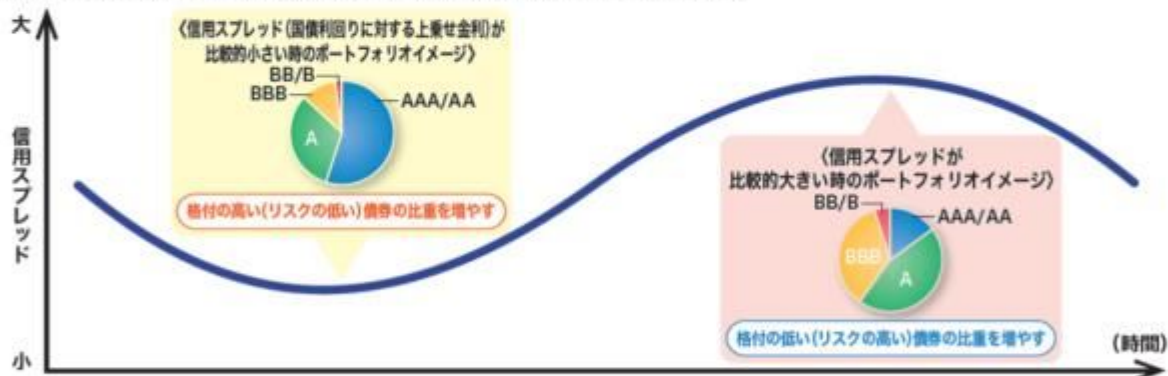 大
〈信用スプレッド(国債利回りに対する上乗せ金利)が
比較的小さい時のポートフォリオイメージ〉
BB/B
BBB
AAA/AA
A
格付の高い(リスクの低い)債券の比重を増やす
信用スプレッド
〈信用スプレッドが
比較的大きい時のポートフォリオイメージ〉
BB/B
AAA/AA
BBB
A
格付の低い(リスクの高い)債券の比重を増やす
小
(時間)